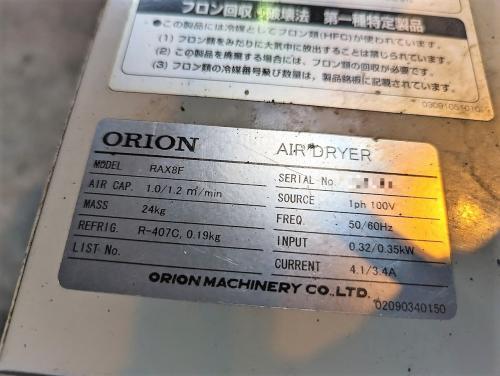 フロン回収・破壊法 第一種特定製品
●この製品には冷媒としてフロン類(HFC)が使われています。
(1) フロン類をみだりに大気中に放出することは禁じられています。
(2) この製品を廃棄する場合には、フロン類の回収が必要です。
(3) フロン類の冷媒番号及び数量は、製品銘板に記載されています。
03091051010
ORION AIR DRYER
MODEL RAX8F
AIR CAP. 1.0/1.2 m³/min
MASS 24kg
REFRIG. R-407C, 0.19kg
LIST No.
SERIAL No.
SOURCE 1ph 100V
FREQ. 50/60Hz
INPUT 0.32/0.35kW
CURRENT 4.1/3.4A
ORION MACHINERY CO.,LTD.
02090340150